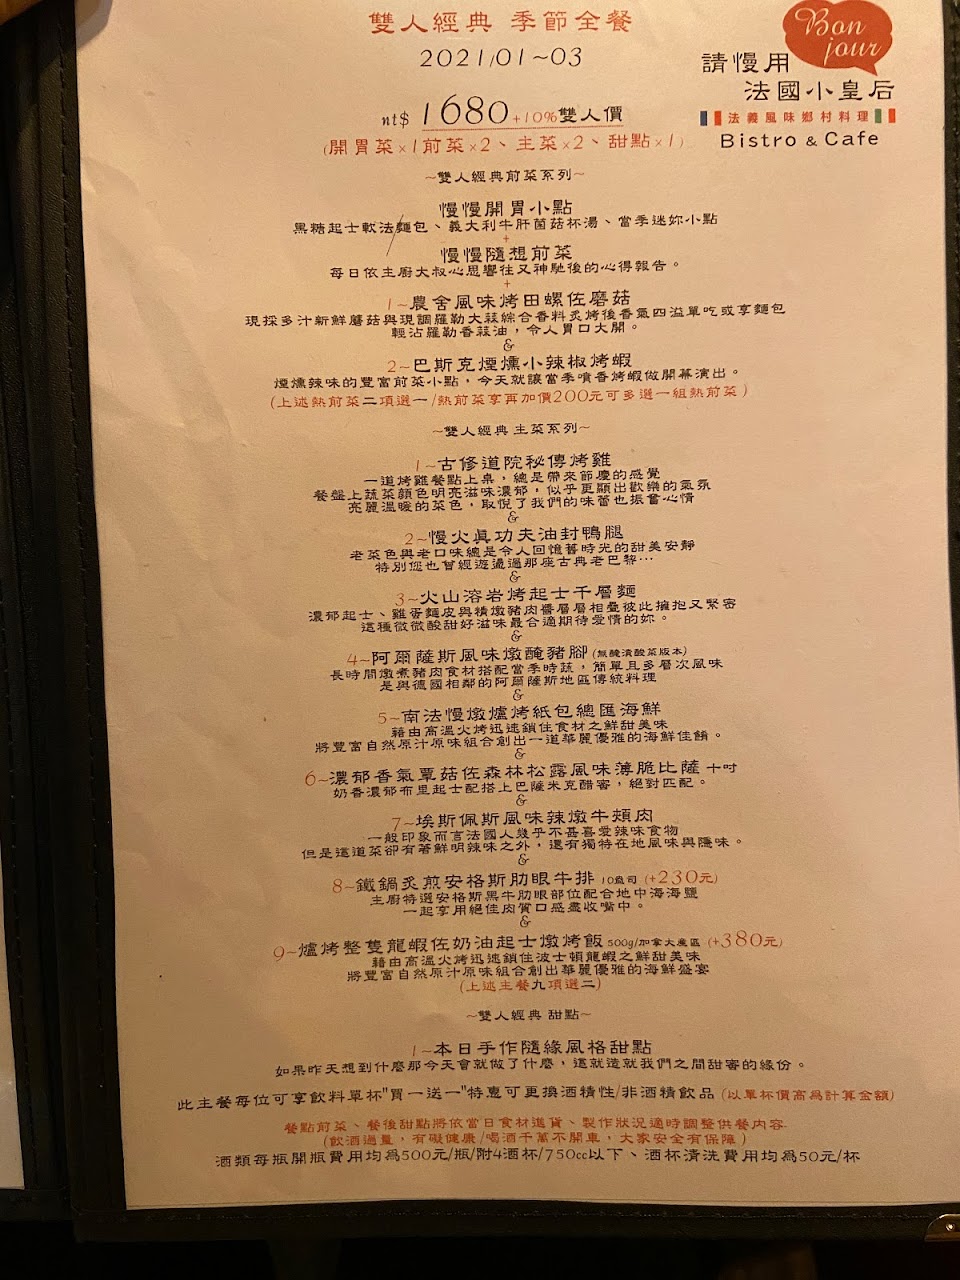 雙人經典 季節全餐
2021/01~03
Bon jour
請慢用
法國小皇后
法義風味鄉村料理
Bistro & Cafe
nt$ 1680+10%雙人價
(開胃菜×1前菜×2、主菜×2、甜點×1)
~雙人經典前菜系列~
慢慢開胃小點
黑糖起士軟法麵包、義大利牛肝菌菇杯湯、當季迷妳小點
+
慢慢隨想前菜
每日依主廚大叔心思嚮往又神馳後的心得報告。
+
1~農舍風味烤田螺佐磨菇
現採多汁新鮮蘑菇與現調羅勒大蒜綜合香料炙烤後香氣四溢單吃或享麵包
輕沾羅勒香蒜油，令人胃口大開。
&
2~巴斯克煙燻小辣椒烤蝦
煙燻辣味的豐富前菜小點，今天就讓當季噴香烤蝦做開幕演出。
(上述熱前菜二項選一/熱前菜享再加價200元可多選一組熱前菜)
~雙人經典 主菜系列~
1~古修道院秘傳烤雞
一道烤雞餐點上桌，總是帶來節慶的感覺
餐盤上蔬菜顏色明亮滋味濃郁，似乎更顯出歡樂的氣氛
亮麗溫暖的菜色，取悅了我們的味蕾也振奮心情
&
2~慢火真功夫油封鴨腿
老菜色與老口味總是令人回憶舊時光的甜美安靜
特別您也曾經遊盪過那座古典老巴黎…
&
3~火山溶岩烤起士千層麵
濃郁起士、雞蛋麵皮與精燉豬肉醬層層相疊彼此擁抱又緊密
這種微微酸甜好滋味最合適期待愛情的妳。
&
4~阿爾薩斯風味燉醃豬腳(無醃漬酸菜版本)
長時間燉煮豬肉食材搭配當季時蔬，簡單且多層次風味
是與德國相鄰的阿爾薩斯地區傳統料理
&
5~南法慢燉爐烤紙包總匯海鮮
藉由高溫火烤迅速鎖住食材之鮮甜美味
將豐富自然原汁原味組合創出一道華麗優雅的海鮮佳餚。
&
6~濃郁香氣蕈菇佐森林松露風味薄脆比薩 十吋
奶香濃郁布里起士配搭上巴薩米克醋蜜，絕對匹配。
&
7~埃斯佩斯風味辣燉牛頰肉
一般印象而言法國人幾乎不甚喜愛辣味食物
但是這道菜卻有著鮮明辣味之外，還有獨特在地風味與隱味。
&
8~鐵鍋炙煎安格斯肋眼牛排 10盎司 (+230元)
主廚特選安格斯黑牛肋眼部位配合地中海海鹽
一起享用絕佳肉質口感盡收嘴中。
&
9~爐烤整隻龍蝦佐奶油起士燉烤飯 500g/加拿大產區 (+380元)
藉由高溫火烤迅速鎖住波士頓龍蝦之鮮甜美味
將豐富自然原汁原味組合創出華麗優雅的海鮮盛宴
(上述主餐九項選二)
~雙人經典 甜點~
1~本日手作隨緣風格甜點
如果昨天想到什麼那今天會就做了什麼，這就造就我們之間甜蜜的緣份。
此主餐每位可享飲料單杯"買一送一"特惠可更換酒精性/非酒精飲品 (以單杯價高為計算金額)
餐點前菜、餐後甜點將依當日食材進貨、製作狀況適時調整供餐內容
(飲酒過量，有礙健康/喝酒千萬不開車，大家安全有保障)
酒類每瓶開瓶費用均為500元/瓶/附4酒杯/750cc以下、酒杯清洗費用均為50元/杯